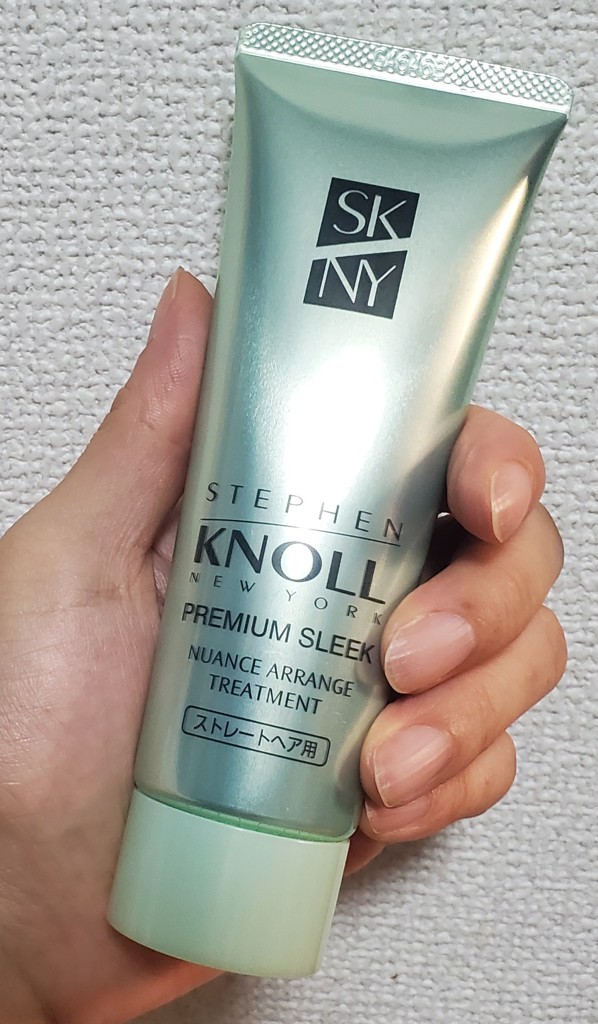 SK
NY
STEPHEN
KNOLL
NEW YORK
PREMIUM SLEEK
NUANCE ARRANGE
TREATMENT
ストレートヘア用